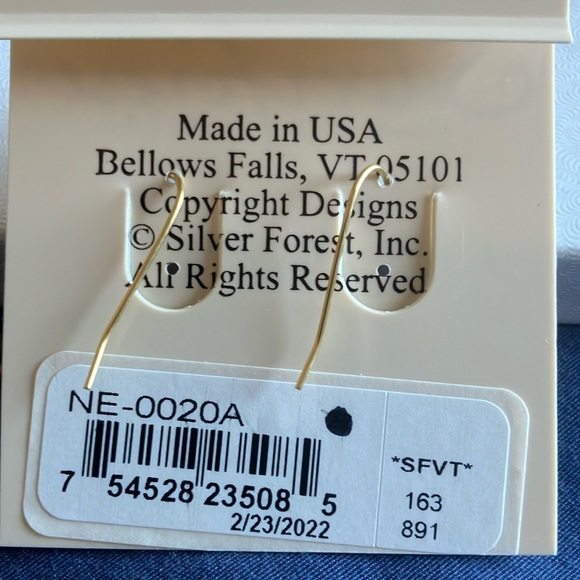 Made in USA
Bellows Falls, VT 05101
Copyright Designs
© Silver Forest, Inc.
All Rights Reserved
NE-0020A
*SFVT*
7 54528 23508 5
163
2/23/2022
891